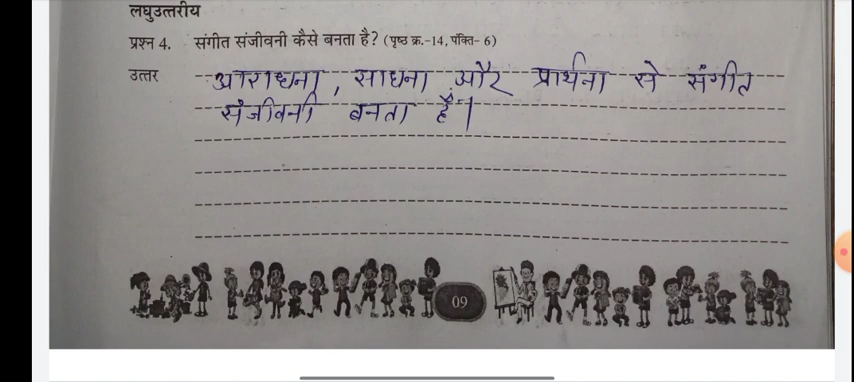 लघुउत्तरीय
प्रश्न 4. संगीत संजीवनी कैसे बनता है? (पृष्ठ क्र.-14, पंक्ति- 6)
उत्तर आराधना, साधना और प्रार्थना से संगीत
संजीवनी बनता है।
09